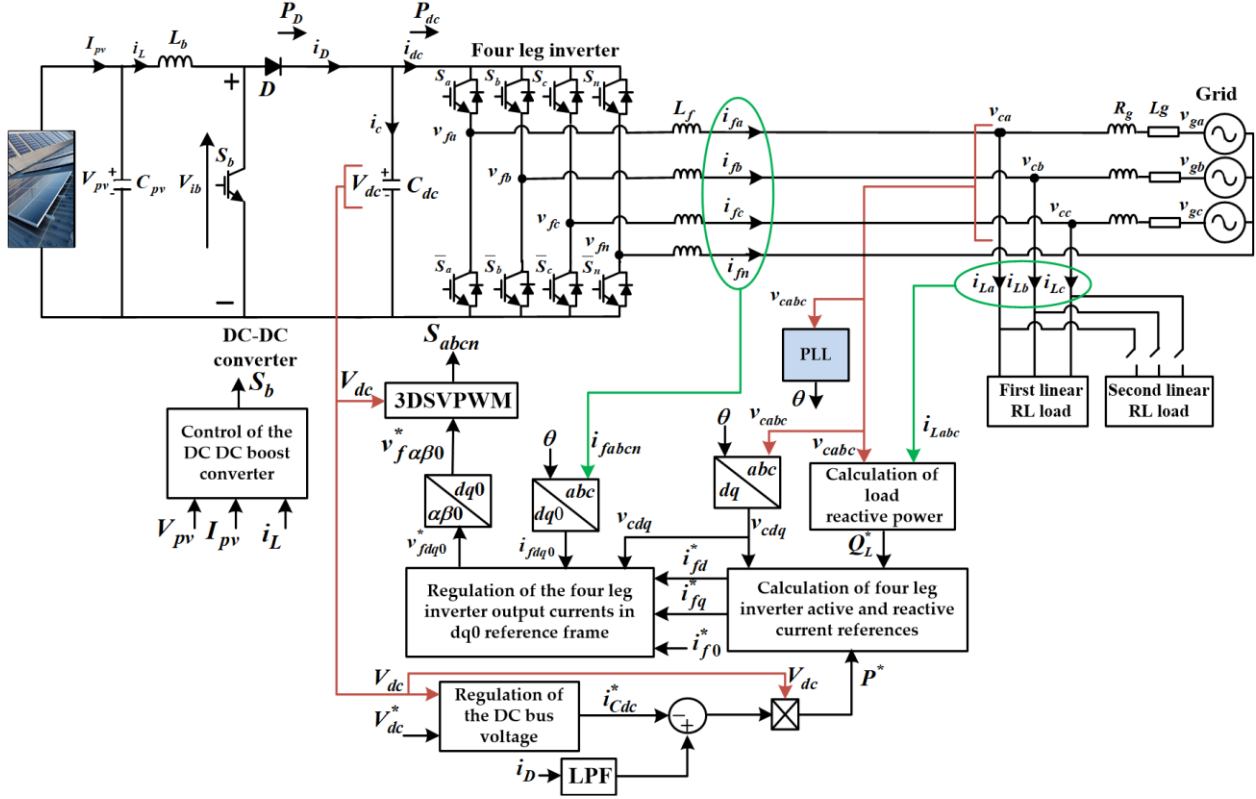 P_D
P_dc
I_pv
i_L
L_b
i_D
i_dc
Four leg inverter
D
+
S_a
S_b
S_c
S_n
L_f
i_fa
v_ca
R_g
Lg
Grid
v_ga
v_fa
i_c
S_b
V_ib
V_pv
+
-
C_pv
V_dc
+
-
C_dc
v_fb
i_fb
v_cb
v_gb
v_fc
i_fc
v_cc
v_gc
v_fn
i_fn
S̅_a
S̅_b
S̅_c
S̅_n
−
i_La
i_Lb
i_Lc
v_cabc
DC-DC
converter
S_abcn
PLL
First linear
RL load
Second linear
RL load
S_b
V_dc
3DSVPWM
θ
i_Labc
Control of the
DC DC boost
converter
v*_fαβ0
θ
i_fabcn
θ
v_cabc
v_cabc
dq0
αβ0
abc
dq0
abc
dq
Calculation of
load
reactive power
V_pv
I_pv
i_L
v*_fdq0
i_fdq0
v_cdq
v_cdq
Q*_L
Regulation of the four leg
inverter output currents in
dq0 reference frame
i*_fd
i*_fq
i*_f0
Calculation of four leg
inverter active and reactive
current references
V_dc
V_dc
P*
V*_dc
Regulation of
the DC bus
voltage
i*_Cdc
−
+
i_D
LPF